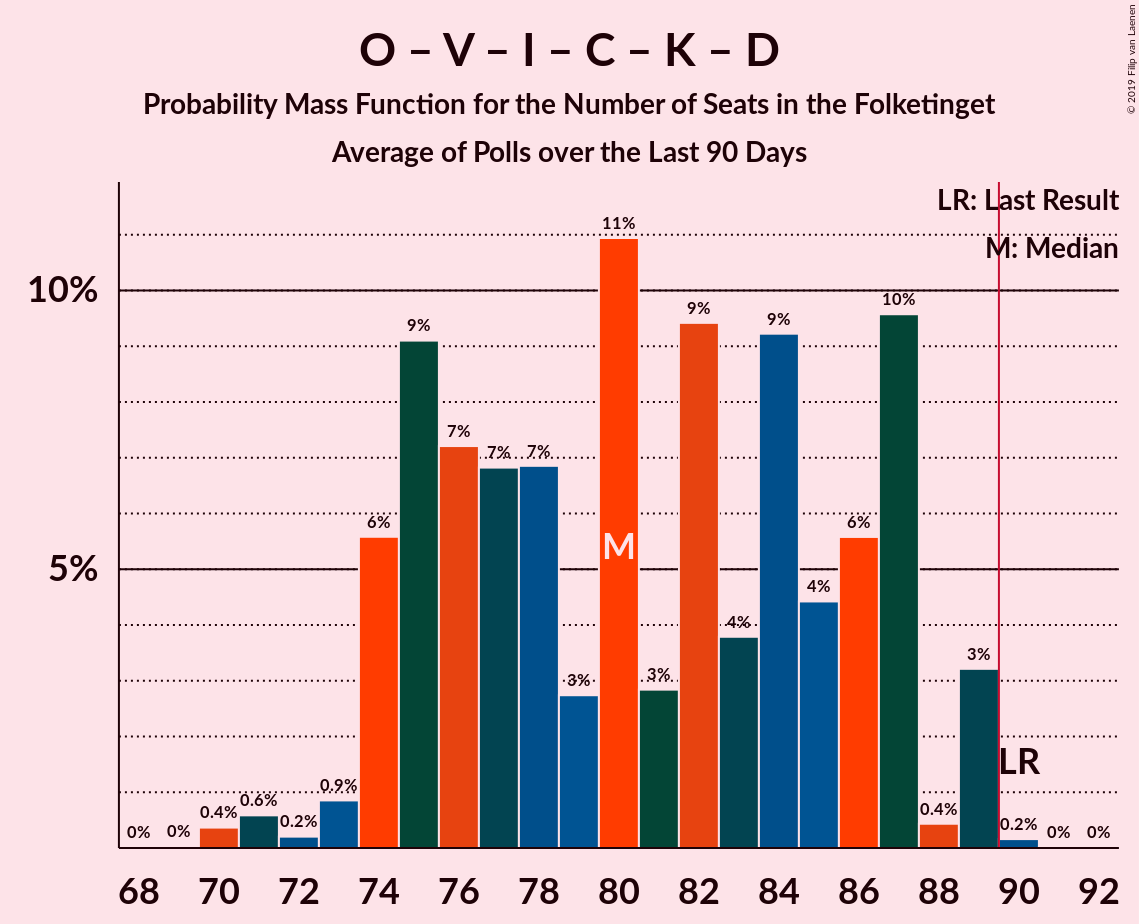 O – V – I – C – K – D
Probability Mass Function for the Number of Seats in the Folketinget
Average of Polls over the Last 90 Days
© 2019 Filip van Laenen
LR: Last Result
M: Median
10%
5%
0% 0% 0.4% 0.6% 0.2% 0.9% 6% 9% 7% 7% 7% 3% 11% 3% 9% 4% 9% 4% 6% 10% 0.4% 3% 0.2% 0% 0%
M
LR
68 70 72 74 76 78 80 82 84 86 88 90 92